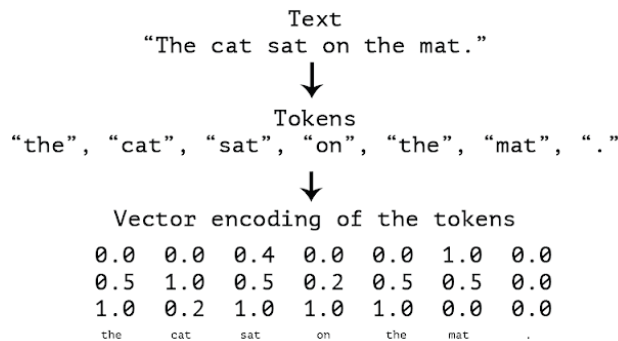 Text
“The cat sat on the mat.”
Tokens
“the”, “cat”, “sat”, “on”, “the”, “mat”, “.”
Vector encoding of the tokens
0.0 0.0 0.4 0.0 0.0 1.0 0.0
0.5 1.0 0.5 0.2 0.5 0.5 0.0
1.0 0.2 1.0 1.0 1.0 0.0 0.0
the cat sat on the mat .